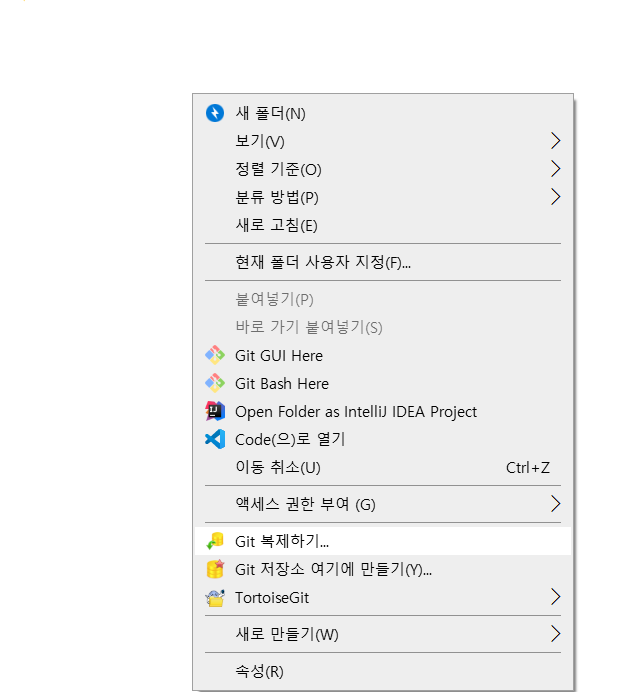 새 폴더(N)
보기(V)
정렬 기준(O)
분류 방법(P)
새로 고침(E)
현재 폴더 사용자 지정(F)...
붙여넣기(P)
바로 가기 붙여넣기(S)
Git GUI Here
Git Bash Here
Open Folder as IntelliJ IDEA Project
Code(으)로 열기
이동 취소(U) Ctrl+Z
액세스 권한 부여 (G)
Git 복제하기...
Git 저장소 여기에 만들기(Y)...
TortoiseGit
새로 만들기(W)
속성(R)